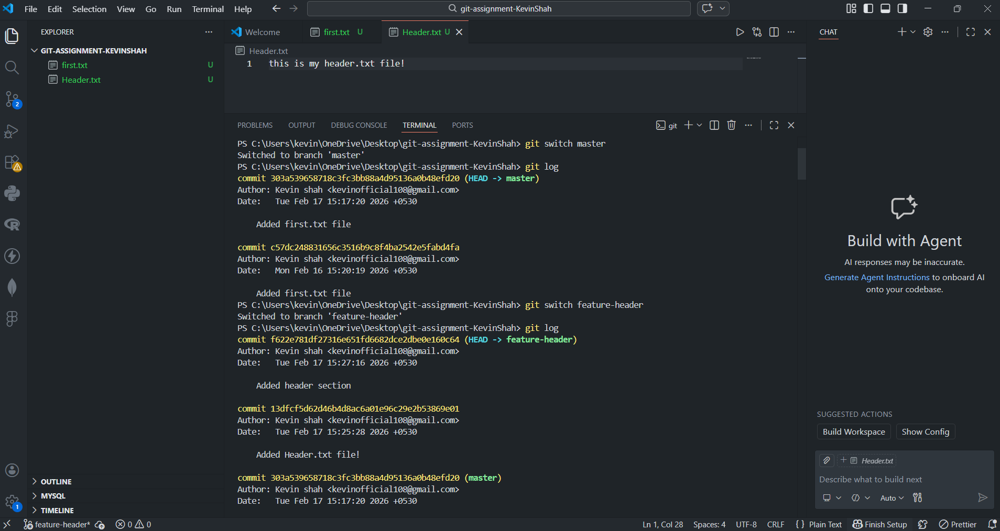 File Edit Selection View Go Run Terminal Help
git-assignment-KevinShah
EXPLORER
GIT-ASSIGNMENT-KEVINSHAH
first.txt U
Header.txt U
2
OUTLINE
MYSQL
TIMELINE
1
Welcome
first.txt U
Header.txt U
Header.txt
1 this is my header.txt file!
PROBLEMS OUTPUT DEBUG CONSOLE TERMINAL PORTS
git
PS C:\Users\kevin\OneDrive\Desktop\git-assignment-KevinShah> git switch master
Switched to branch 'master'
PS C:\Users\kevin\OneDrive\Desktop\git-assignment-KevinShah> git log
commit 303a539658718c3fc3bb88a4d95136a0b48efd20 (HEAD -> master)
Author: Kevin shah <kevinofficial108@gmail.com>
Date:   Tue Feb 17 15:17:20 2026 +0530
Added first.txt file
commit c57dc248831656c3516b9c8f4ba2542e5fabd4fa
Author: Kevin shah <kevinofficial108@gmail.com>
Date:   Mon Feb 16 15:20:19 2026 +0530
Added first.txt file
PS C:\Users\kevin\OneDrive\Desktop\git-assignment-KevinShah> git switch feature-header
Switched to branch 'feature-header'
PS C:\Users\kevin\OneDrive\Desktop\git-assignment-KevinShah> git log
commit f622e781df27316e651fd6682dce2dbe0e160c64 (HEAD -> feature-header)
Author: Kevin shah <kevinofficial108@gmail.com>
Date:   Tue Feb 17 15:27:16 2026 +0530
Added header section
commit 13dfcf5d62d46b4d8ac6a01e96c29e2b53869e01
Author: Kevin shah <kevinofficial108@gmail.com>
Date:   Tue Feb 17 15:25:28 2026 +0530
Added Header.txt file!
commit 303a539658718c3fc3bb88a4d95136a0b48efd20 (master)
Author: Kevin shah <kevinofficial108@gmail.com>
Date:   Tue Feb 17 15:17:20 2026 +0530
CHAT
Build with Agent
AI responses may be inaccurate.
Generate Agent Instructions to onboard AI
onto your codebase.
SUGGESTED ACTIONS
Build Workspace Show Config
Header.txt
Describe what to build next
Auto
feature-header* 0 0 Ln 1, Col 28 Spaces: 4 UTF-8 CRLF {} Plain Text Finish Setup Prettier